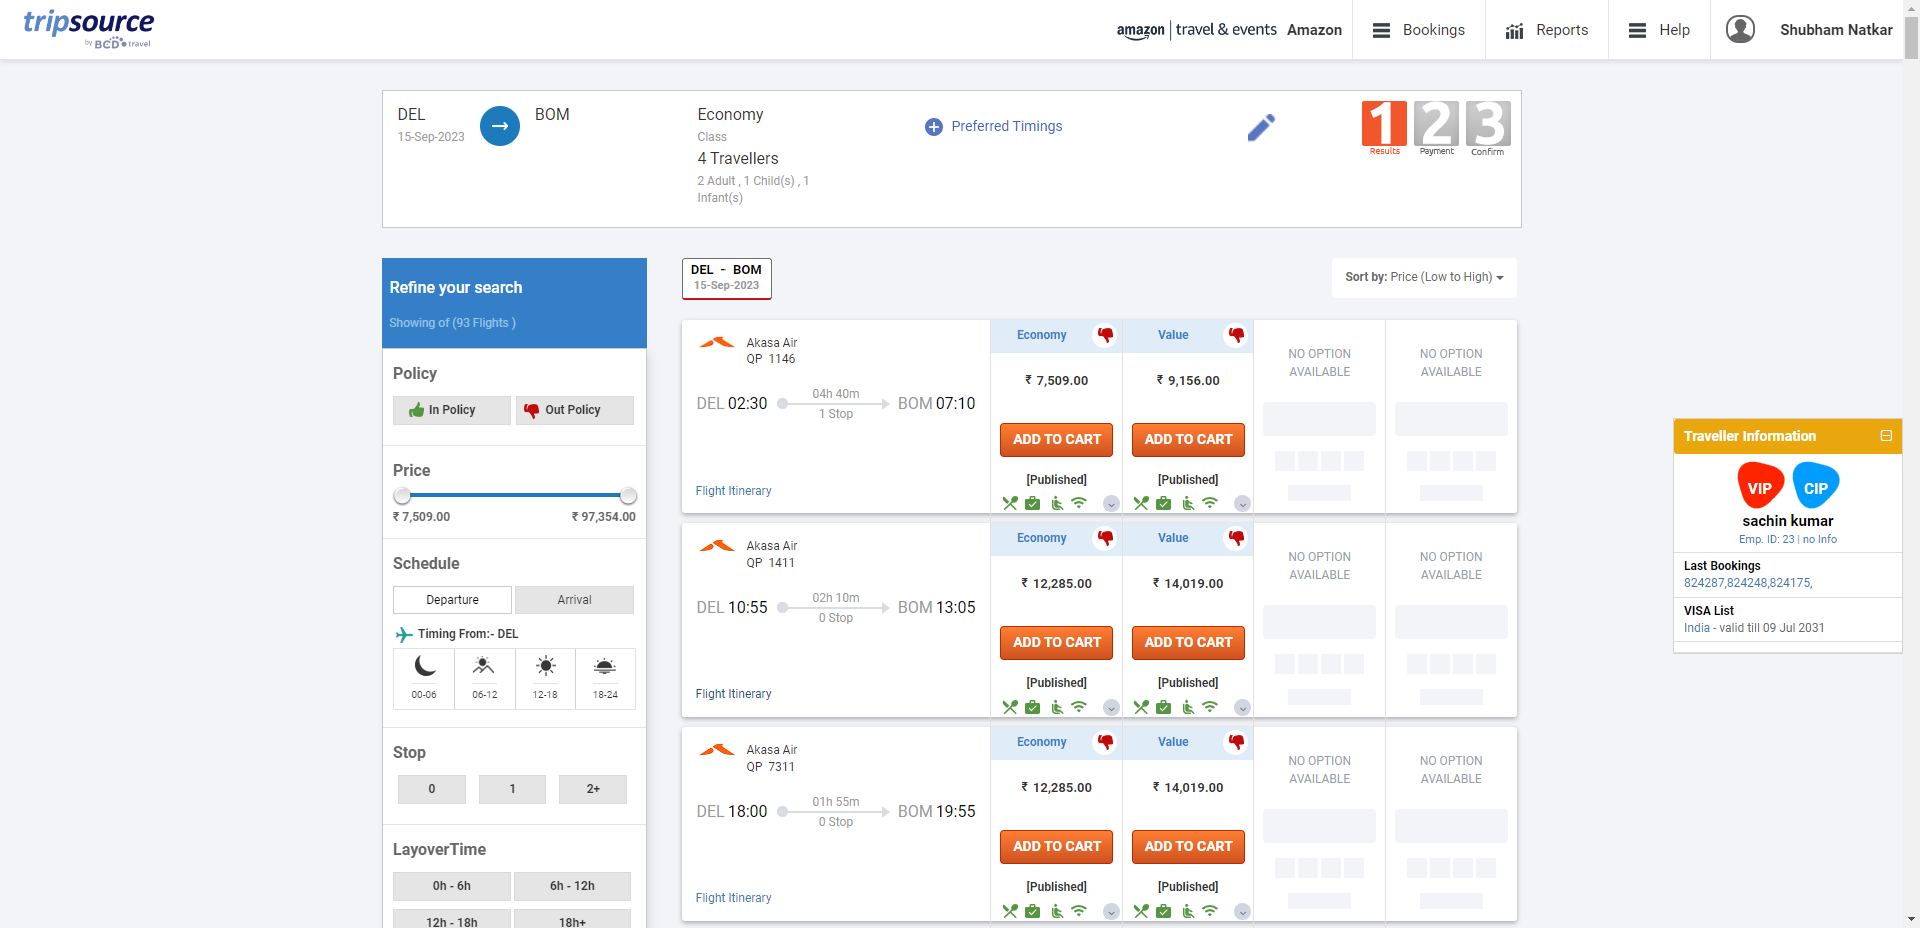 tripsource
by BCD travel
amazon travel & events Amazon
Bookings
Reports
Help
Shubham Natkar
DEL
15-Sep-2023
BOM
Economy
Class
4 Travellers
2 Adult , 1 Child(s) , 1
Infant(s)
Preferred Timings
1 2 3
Results Payment Confirm
Refine your search
Showing of (93 Flights )
Policy
In Policy Out Policy
Price
₹ 7,509.00 ₹ 97,354.00
Schedule
Departure Arrival
Timing From:- DEL
00-06 06-12 12-18 18-24
Stop
0 1 2+
LayoverTime
0h - 6h 6h - 12h
12h - 18h 18h+
DEL - BOM
15-Sep-2023
Sort by: Price (Low to High)
Akasa Air
QP 1146
DEL 02:30
04h 40m
1 Stop
BOM 07:10
Flight Itinerary
Economy
₹ 7,509.00
ADD TO CART
[Published]
Value
₹ 9,156.00
ADD TO CART
[Published]
NO OPTION
AVAILABLE
NO OPTION
AVAILABLE
Akasa Air
QP 1411
DEL 10:55
02h 10m
0 Stop
BOM 13:05
Flight Itinerary
Economy
₹ 12,285.00
ADD TO CART
[Published]
Value
₹ 14,019.00
ADD TO CART
[Published]
NO OPTION
AVAILABLE
NO OPTION
AVAILABLE
Akasa Air
QP 7311
DEL 18:00
01h 55m
0 Stop
BOM 19:55
Flight Itinerary
Economy
₹ 12,285.00
ADD TO CART
[Published]
Value
₹ 14,019.00
ADD TO CART
[Published]
NO OPTION
AVAILABLE
NO OPTION
AVAILABLE
Traveller Information
VIP CIP
sachin kumar
Emp. ID: 23 | no Info
Last Bookings
824287,824248,824175,
VISA List
India - valid till 09 Jul 2031